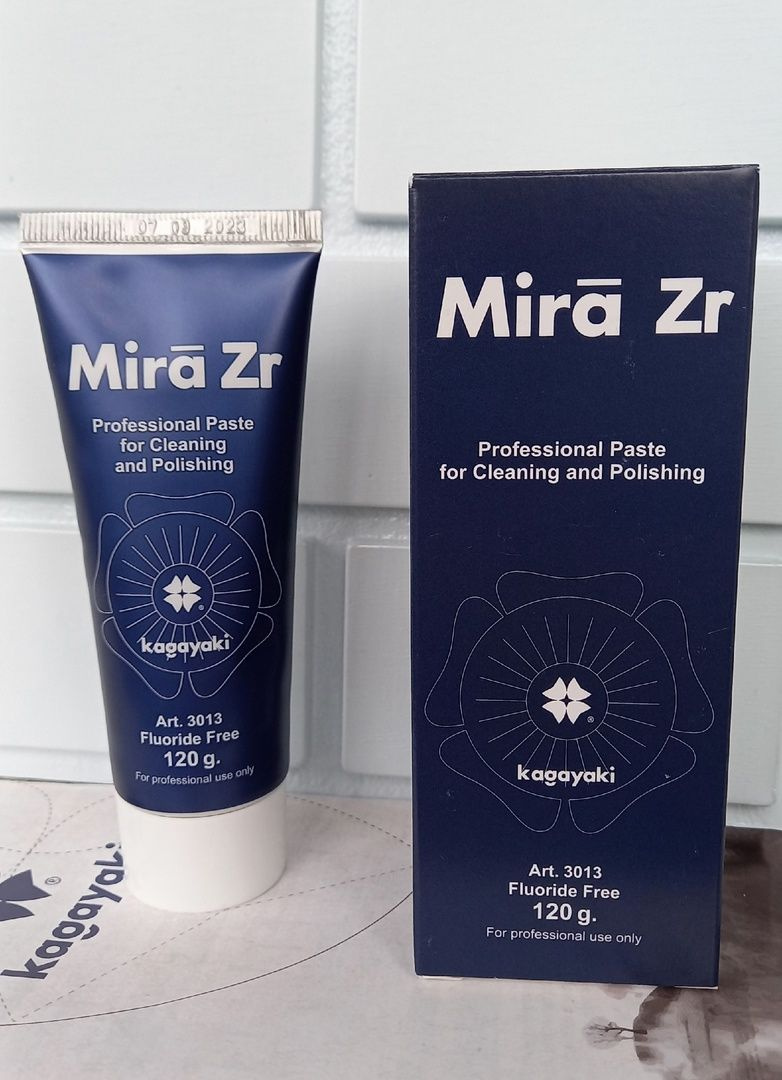 07 03 2023
Mirā Zr
Professional Paste
for Cleaning
and Polishing
®
kagayaki
Art. 3013
Fluoride Free
120 g.
For professional use only
Mirā Zr
Professional Paste
for Cleaning and Polishing
®
kagayaki
Art. 3013
Fluoride Free
120 g.
For professional use only
®
kagayaki